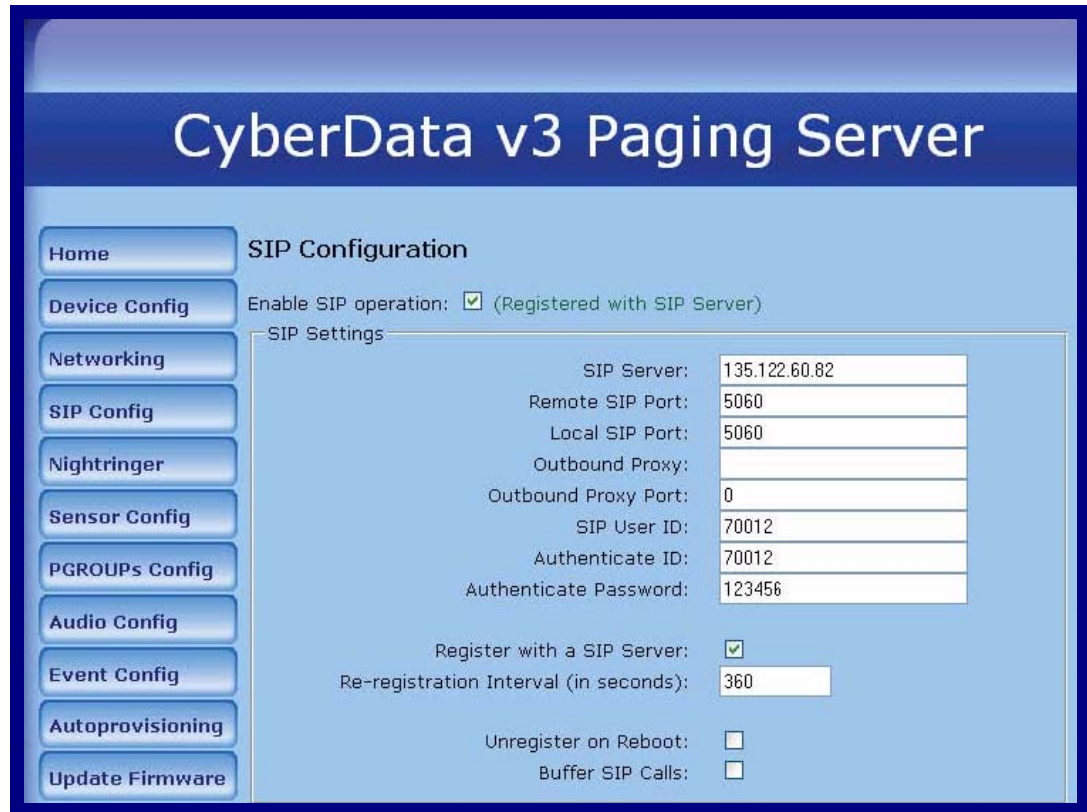 CyberData v3 Paging Server
Home
Device Config
Networking
SIP Config
Nightringer
Sensor Config
PGROUPs Config
Audio Config
Event Config
Autoprovisioning
Update Firmware
SIP Configuration
Enable SIP operation: (Registered with SIP Server)
SIP Settings
SIP Server: 135.122.60.82
Remote SIP Port: 5060
Local SIP Port: 5060
Outbound Proxy:
Outbound Proxy Port: 0
SIP User ID: 70012
Authenticate ID: 70012
Authenticate Password: 123456
Register with a SIP Server:
Re-registration Interval (in seconds): 360
Unregister on Reboot:
Buffer SIP Calls: